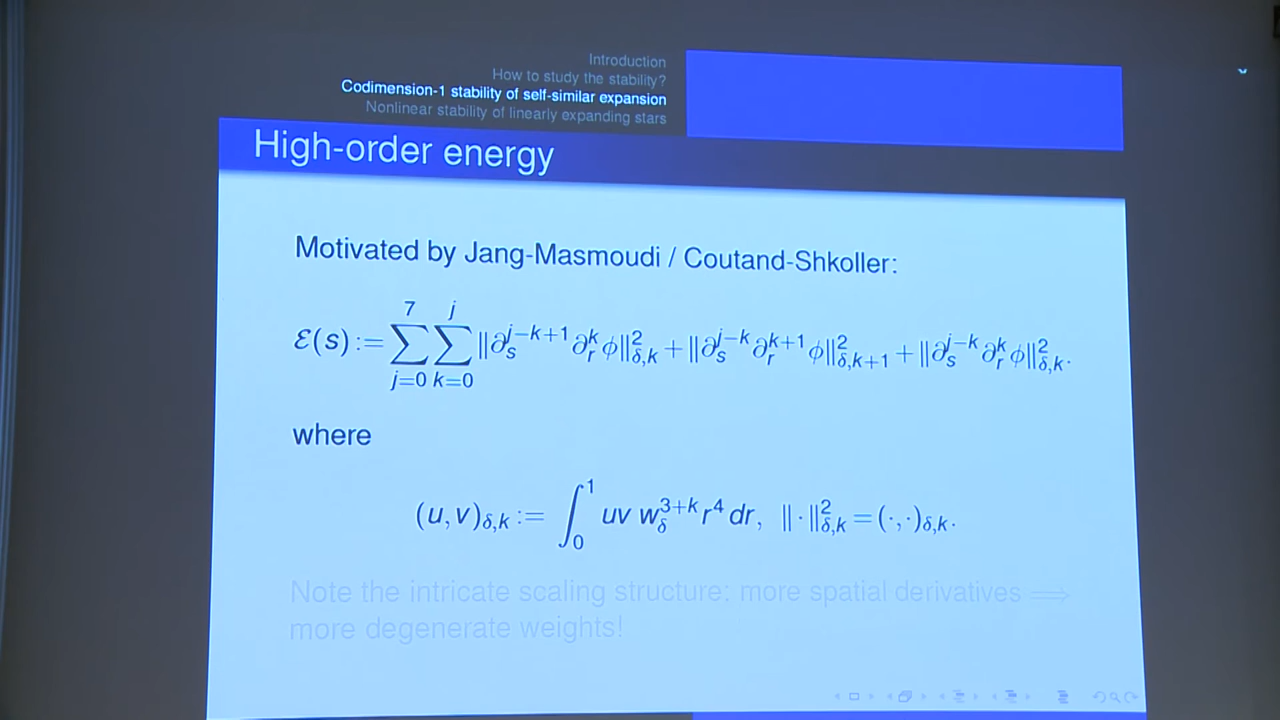 Introduction
How to study the stability?
Codimension-1 stability of self-similar expansion
Nonlinear stability of linearly expanding stars
High-order energy
Motivated by Jang-Masmoudi / Coutand-Shkoller:
$\mathcal{E}(s) := \sum_{j=0}^{7} \sum_{k=0}^{j} \|\partial_s^{j-k+1} \partial_r^k \phi\|_{\delta,k}^2 + \|\partial_s^{j-k} \partial_r^{k+1} \phi\|_{\delta,k+1}^2 + \|\partial_s^{j-k} \partial_r^k \phi\|_{\delta,k}^2.$
where
$(u, v)_{\delta,k} := \int_0^1 uv \, w_\delta^{3+k} r^4 \, dr, \ \|\cdot\|_{\delta,k}^2 = (\cdot,\cdot)_{\delta,k}.$
Note the intricate scaling structure: more spatial derivatives ⟹
more degenerate weights!